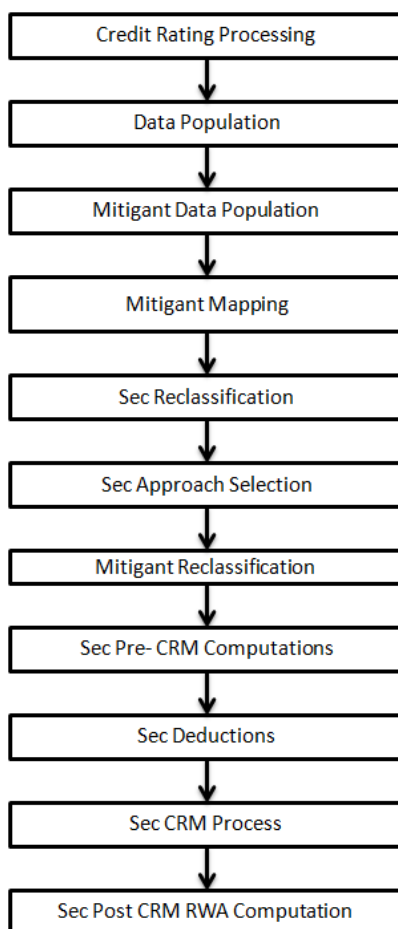 Credit Rating Processing
Data Population
Mitigant Data Population
Mitigant Mapping
Sec Reclassification
Sec Approach Selection
Mitigant Reclassification
Sec Pre- CRM Computations
Sec Deductions
Sec CRM Process
Sec Post CRM RWA Computation